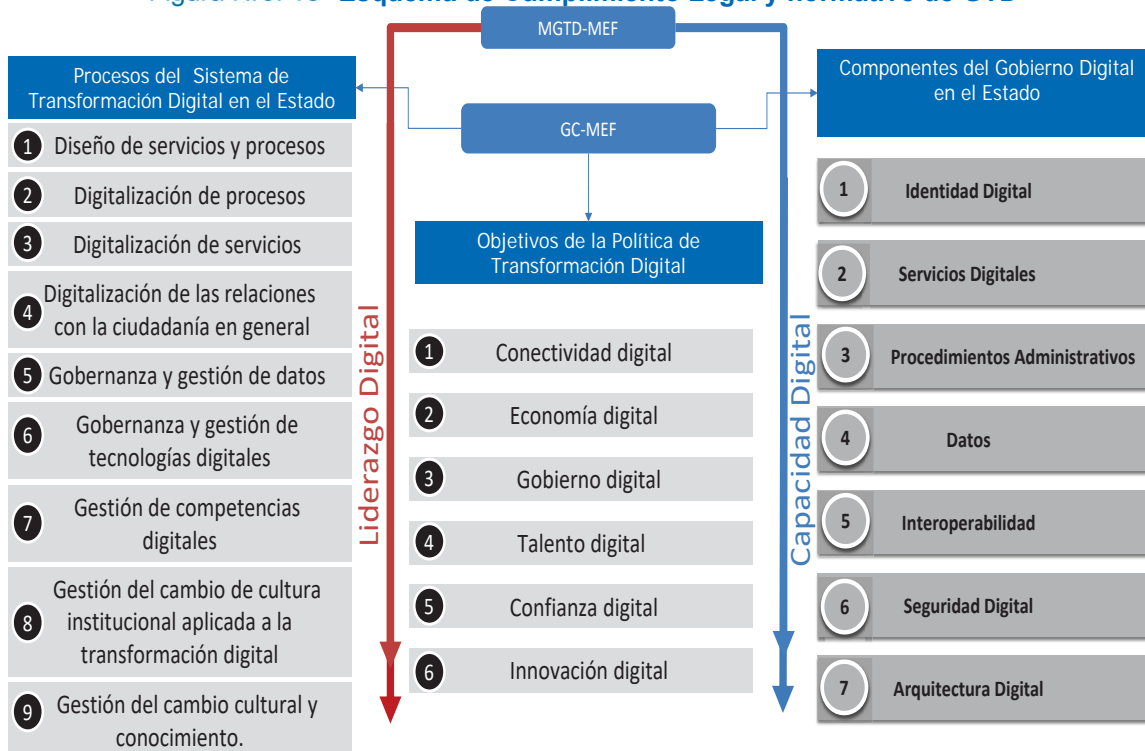 MGTD-MEF
GC-MEF
Procesos del Sistema de
Transformación Digital en el Estado
1 Diseño de servicios y procesos
2 Digitalización de procesos
3 Digitalización de servicios
4 Digitalización de las relaciones
con la ciudadanía en general
5 Gobernanza y gestión de datos
6 Gobernanza y gestión de
tecnologías digitales
7 Gestión de competencias
digitales
8 Gestión del cambio de cultura
institucional aplicada a la
transformación digital
9 Gestión del cambio cultural y
conocimiento.
Liderazgo Digital
Objetivos de la Política de
Transformación Digital
1 Conectividad digital
2 Economía digital
3 Gobierno digital
4 Talento digital
5 Confianza digital
6 Innovación digital
Capacidad Digital
Componentes del Gobierno Digital
en el Estado
1 Identidad Digital
2 Servicios Digitales
3 Procedimientos Administrativos
4 Datos
5 Interoperabilidad
6 Seguridad Digital
7 Arquitectura Digital